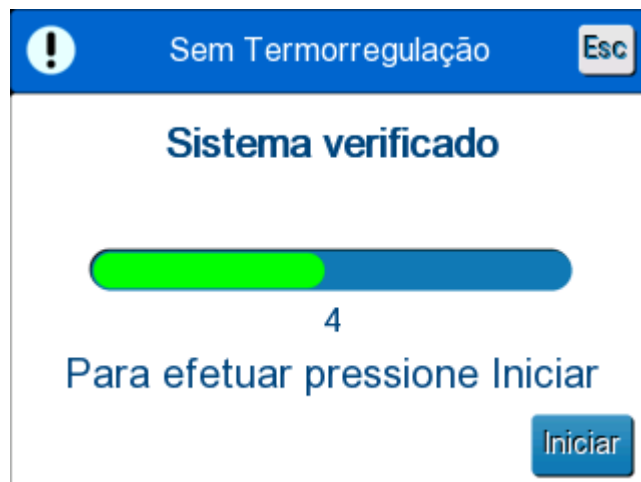 Sem Termorregulação
Esc
Sistema verificado
4
Para efetuar pressione Iniciar
Iniciar